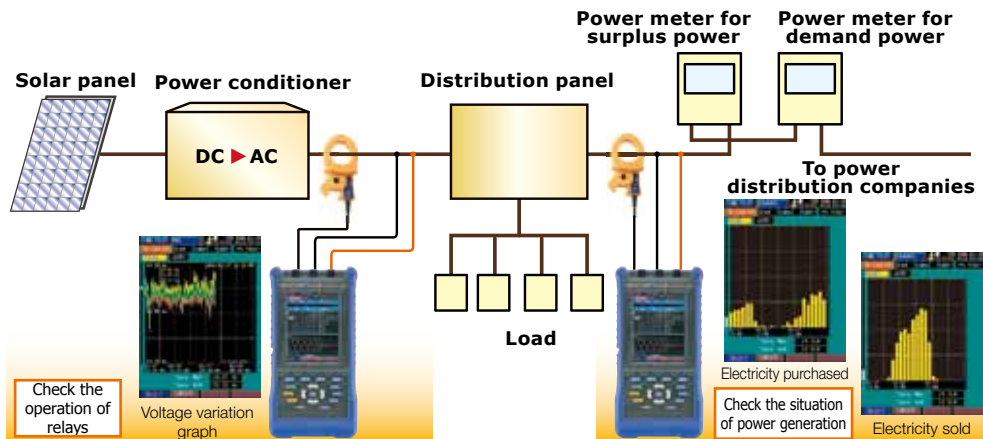 Power meter for
surplus power
Power meter for
demand power
Solar panel
Power conditioner
Distribution panel
DC ▶ AC
To power
distribution companies
Load
Check the
operation of
relays
Voltage variation
graph
Electricity purchased
Check the situation
of power generation
Electricity sold